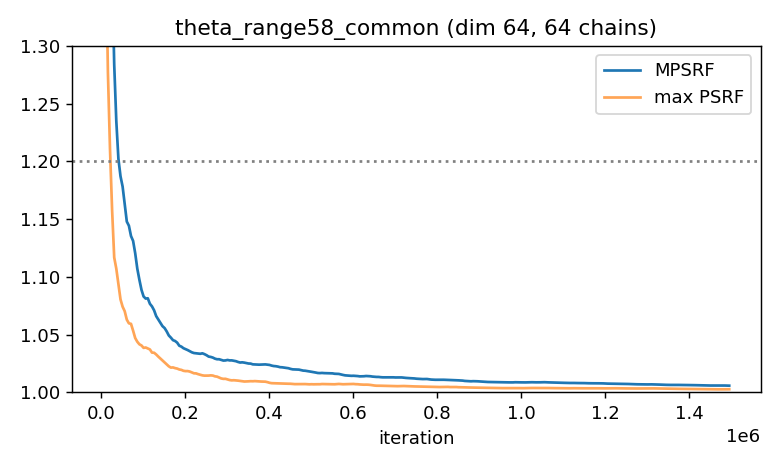 theta_range58_common (dim 64, 64 chains)
MPSRF
max PSRF
1.30
1.25
1.20
1.15
1.10
1.05
1.00
0.0 0.2 0.4 0.6 0.8 1.0 1.2 1.4
1e6
iteration